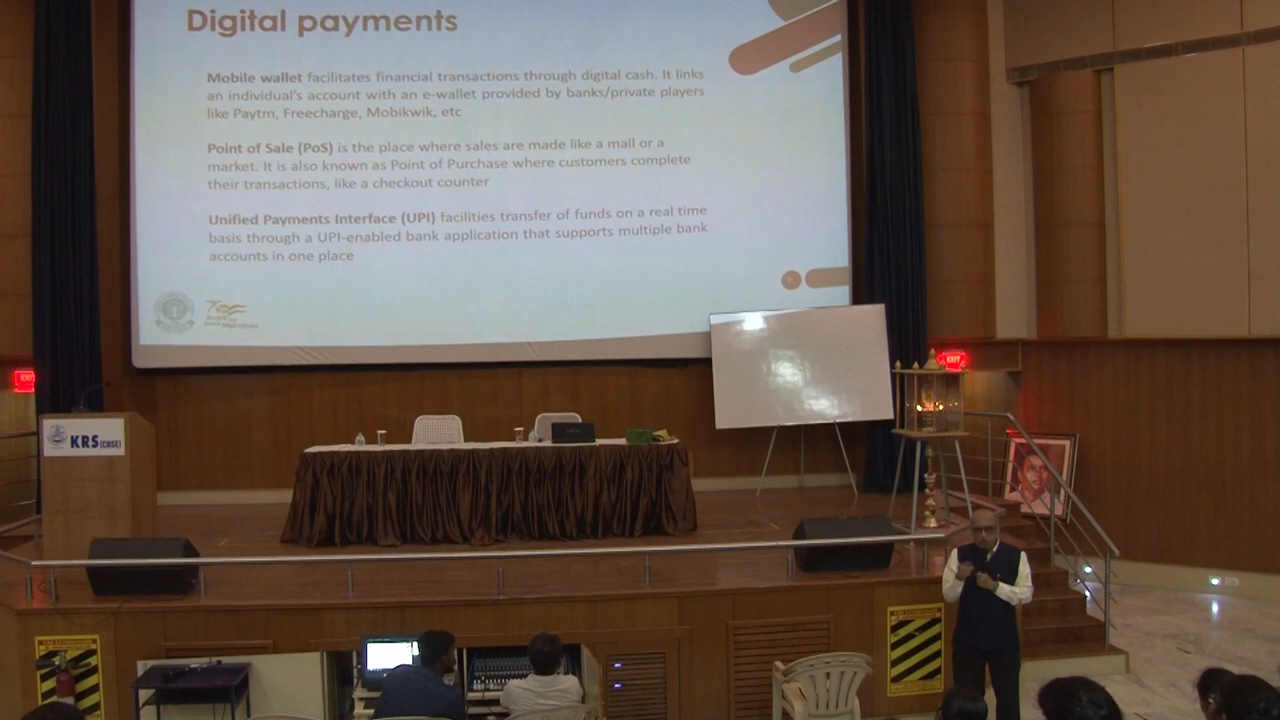 Digital payments
Mobile wallet facilitates financial transactions through digital cash. It links
an individual's account with an e-wallet provided by banks/private players
like Paytm, Freecharge, Mobikwik, etc
Point of Sale (PoS) is the place where sales are made like a mall or a
market. It is also known as Point of Purchase where customers complete
their transactions, like a checkout counter
Unified Payments Interface (UPI) facilities transfer of funds on a real time
basis through a UPI-enabled bank application that supports multiple bank
accounts in one place
EXIT
EXIT
KRS (CBSE)